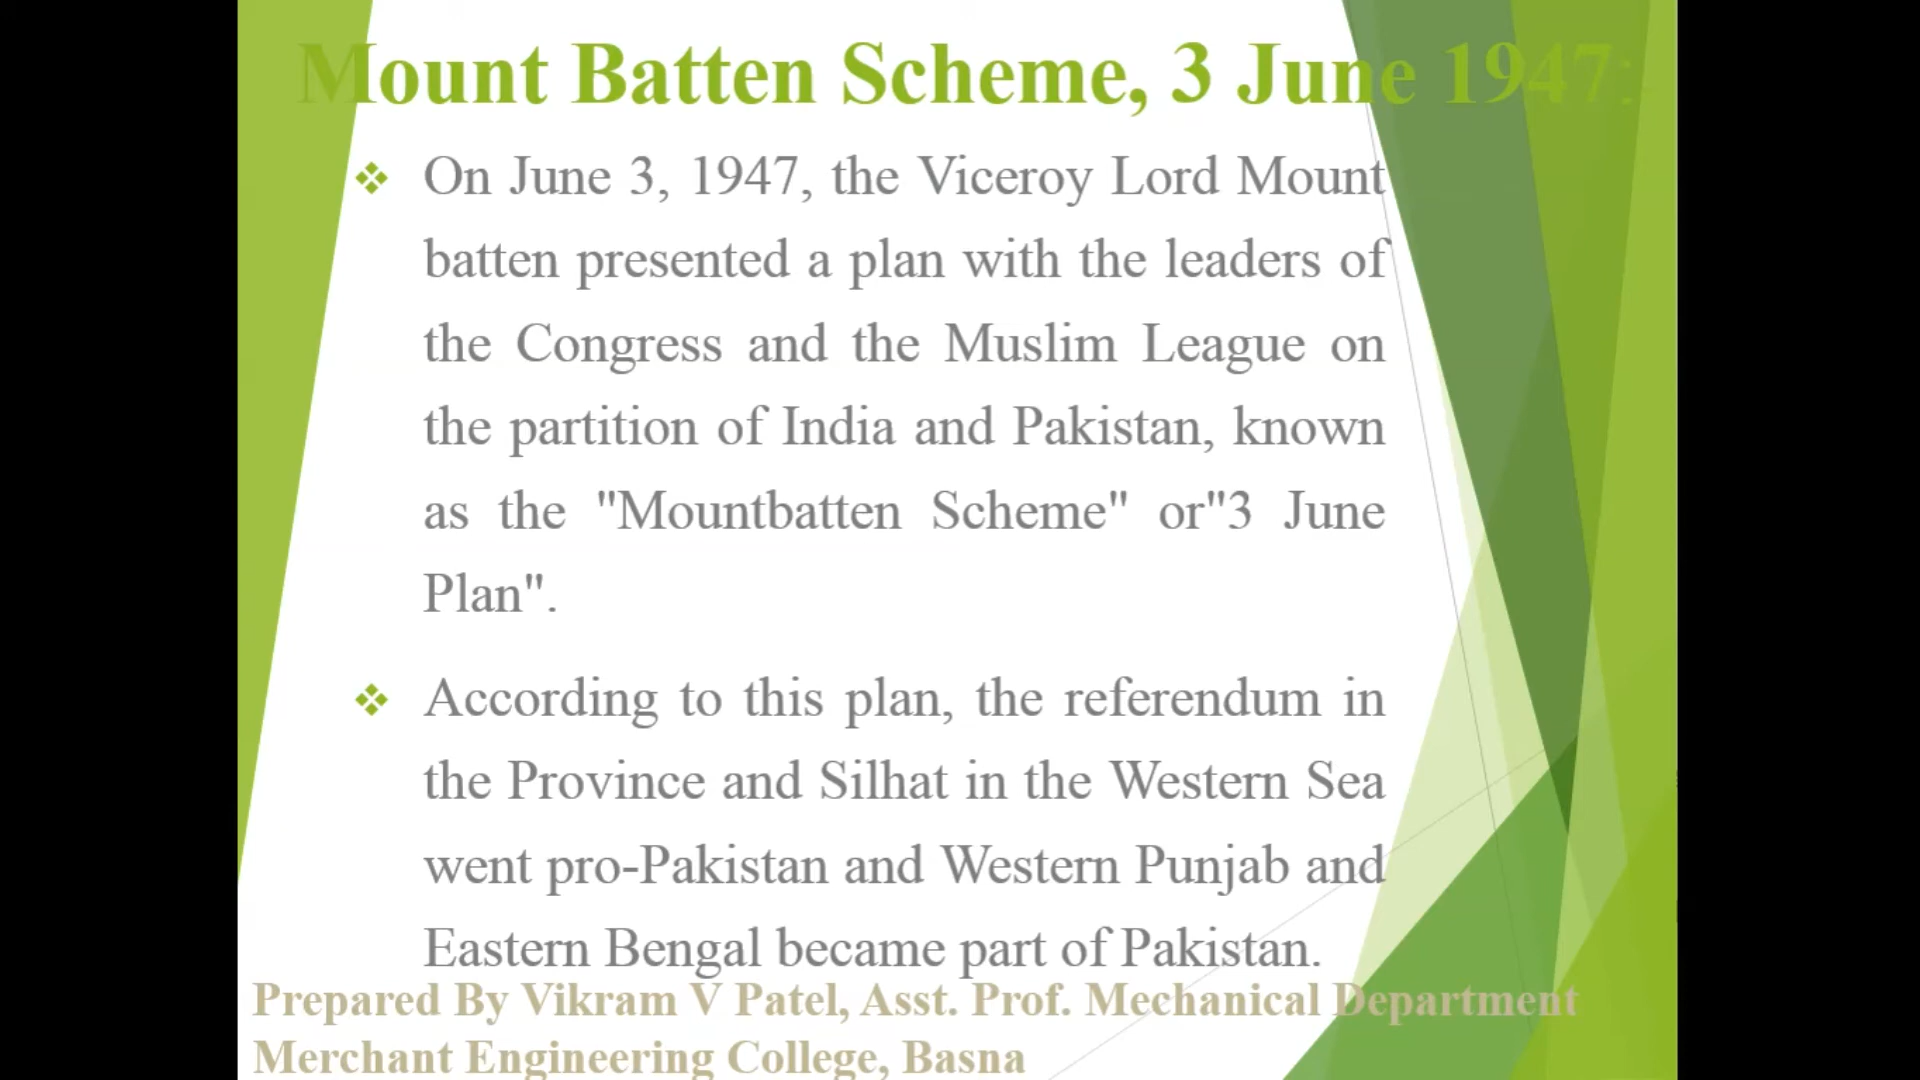 Mount Batten Scheme, 3 June 1947:
On June 3, 1947, the Viceroy Lord Mount
batten presented a plan with the leaders of
the Congress and the Muslim League on
the partition of India and Pakistan, known
as the "Mountbatten Scheme" or"3 June
Plan".
According to this plan, the referendum in
the Province and Silhat in the Western Sea
went pro-Pakistan and Western Punjab and
Eastern Bengal became part of Pakistan.
Prepared By Vikram V Patel, Asst. Prof. Mechanical Department
Merchant Engineering College, Basna